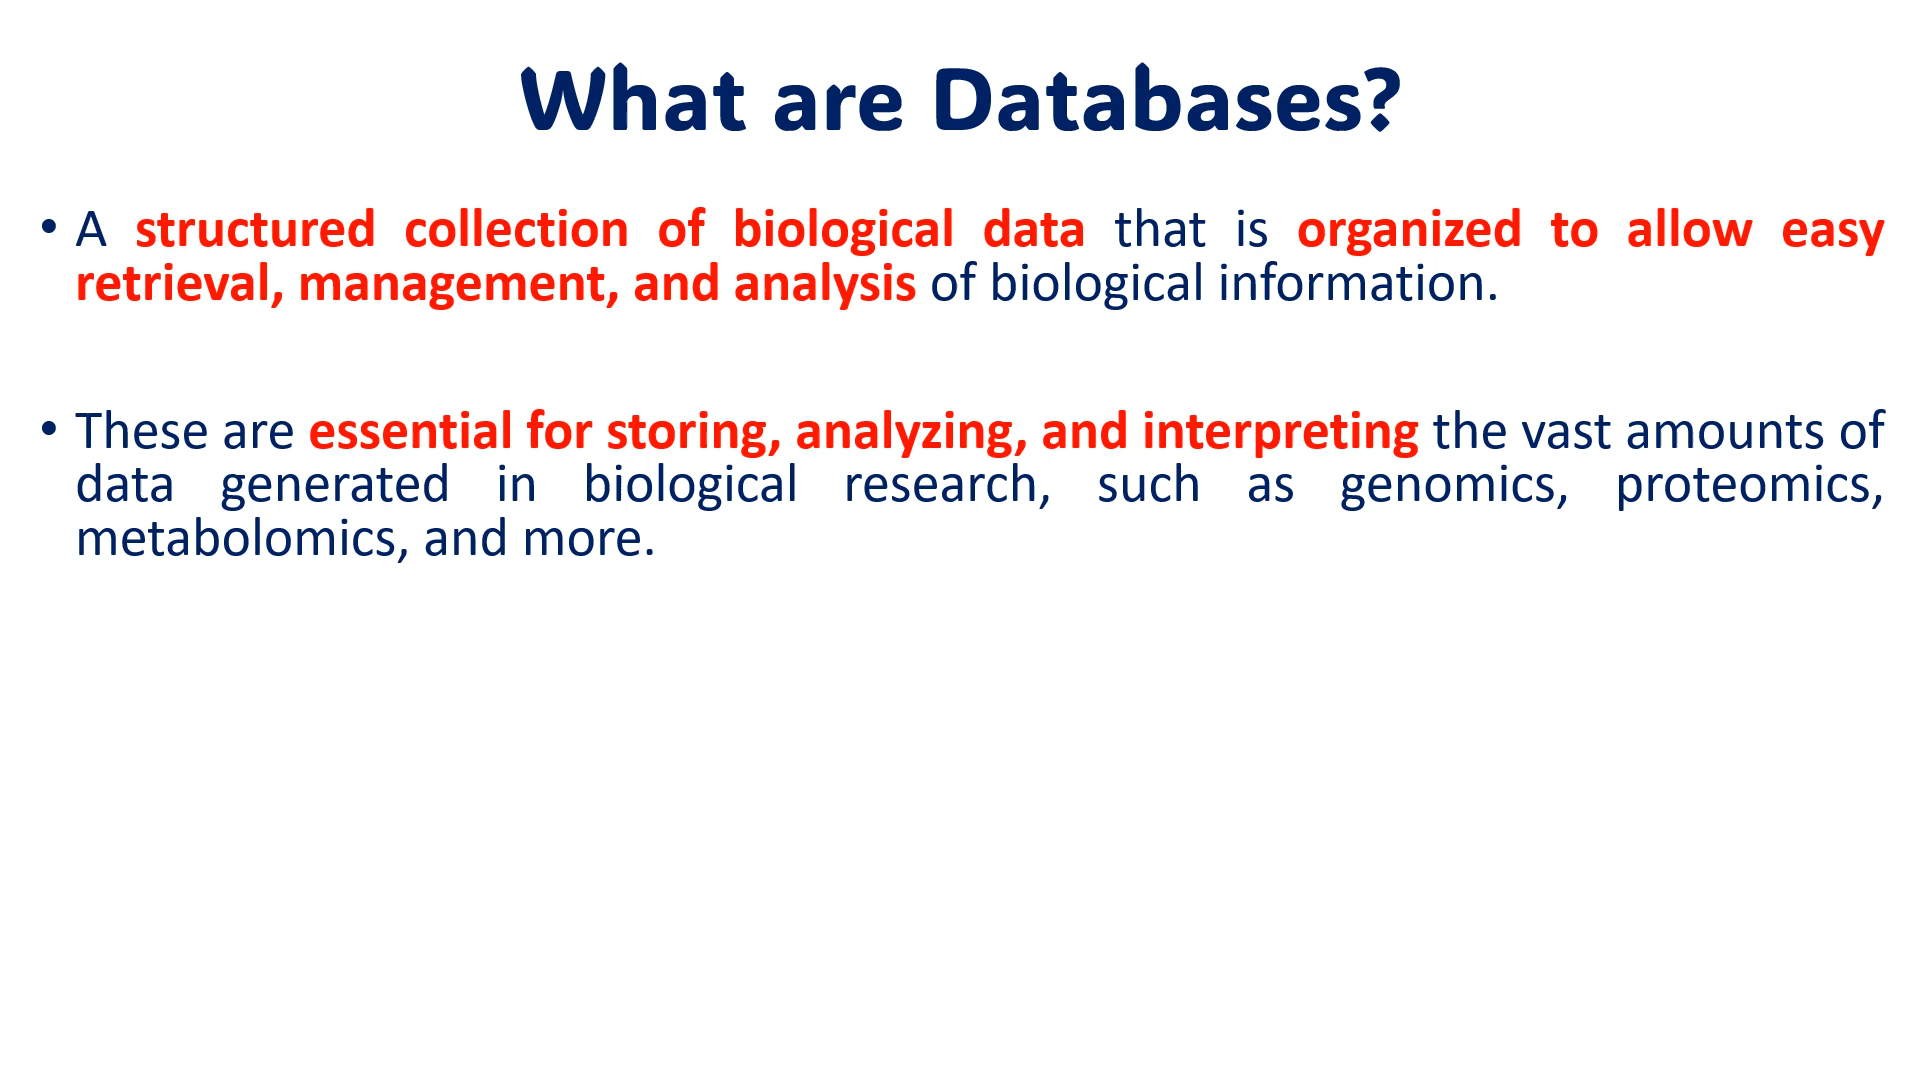 What are Databases?
• A structured collection of biological data that is organized to allow easy
retrieval, management, and analysis of biological information.
• These are essential for storing, analyzing, and interpreting the vast amounts of
data generated in biological research, such as genomics, proteomics,
metabolomics, and more.